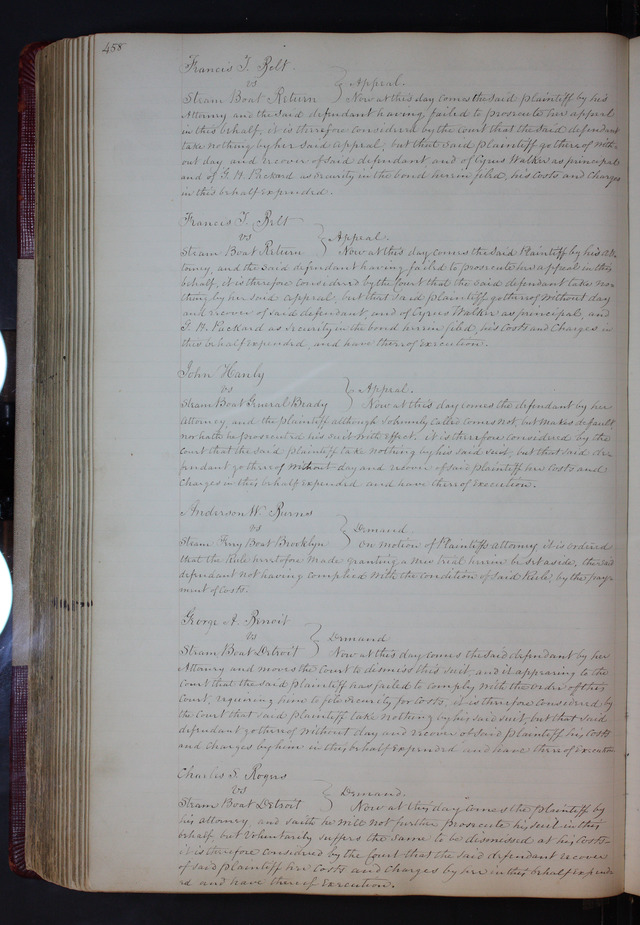 458
Francis T. Belt.
vs } Appeal.
Steam Boat Return } Now at this day comes the said plaintiff by his
Attorney and the said defendant having failed to prosecute her appeal
in this behalf, it is therefore considered by the court that the said defendant
take nothing by her said appeal, but that said plaintiff go thereof with-
out day and recover of said defendant and of Cyrus Walker as principal
and of G. H. Packard as security in the bond herein filed, his costs and charges
in this behalf expended.
Francis T. Belt
vs } Appeal.
Steam Boat Return } Now at this day comes the said Plaintiff by his at-
torney, and the said defendant having failed to prosecute her appeal in this
behalf, it is therefore considered by the Court that the said defendant take no-
thing by her said appeal, but that said plaintiff go thereof without day
and recover of said defendant, and of Cyrus Walker as principal, and
G. H. Packard as security in the bond herein filed, his Costs and Charges in
this behalf expended, and have thereof Execution.
John Hanly
vs } Appeal.
Steam Boat General Brady } Now at this day comes the defendant by her
Attorney, and the plaintiff although solemnly called comes not, but makes default,
nor hath he prosecuted his suit with effect. it is therefore considered by the
Court that the said plaintiff take nothing by his said suit, but that said de-
fendant go thereof without day and recover of said plaintiff her costs and
charges in this behalf expended and have thereof execution.
Anderson W. Burns
vs } Demand
Steam Ferry Boat Brooklyn } On motion of Plaintiffs attorney it is ordered
that the Rule heretofore made granting a new trial herein be set aside, the said
defendant not having complied with the condition of said Rule, by the pay-
ment of costs.
George A. Benoit
vs } Demand
Steam Boat Detroit } Now at this day comes the said defendant by her
Attorney and moves the Court to dismiss this suit, and it appearing to the
Court that the said plaintiff has failed to comply with the order of this
Court, requiring him to file security for costs, it is therefore considered by
the Court that said plaintiff take nothing by his said suit, but that said
defendant go thereof without day and recover of said Plaintiff his costs
and charges by him in this behalf expended and have thereof Execution
Charles S. Rogers
vs } Demand.
Steam Boat Detroit } Now at this day comes the plaintiff by
his attorney and saith he will not further prosecute his suit in this
behalf, but voluntarily suffers the same to be dismissed at his costs-
it is therefore considered by the Court that the said defendant recover
of said plaintiff her costs and charges by her in this behalf expend-
ed and have thereof Execution.